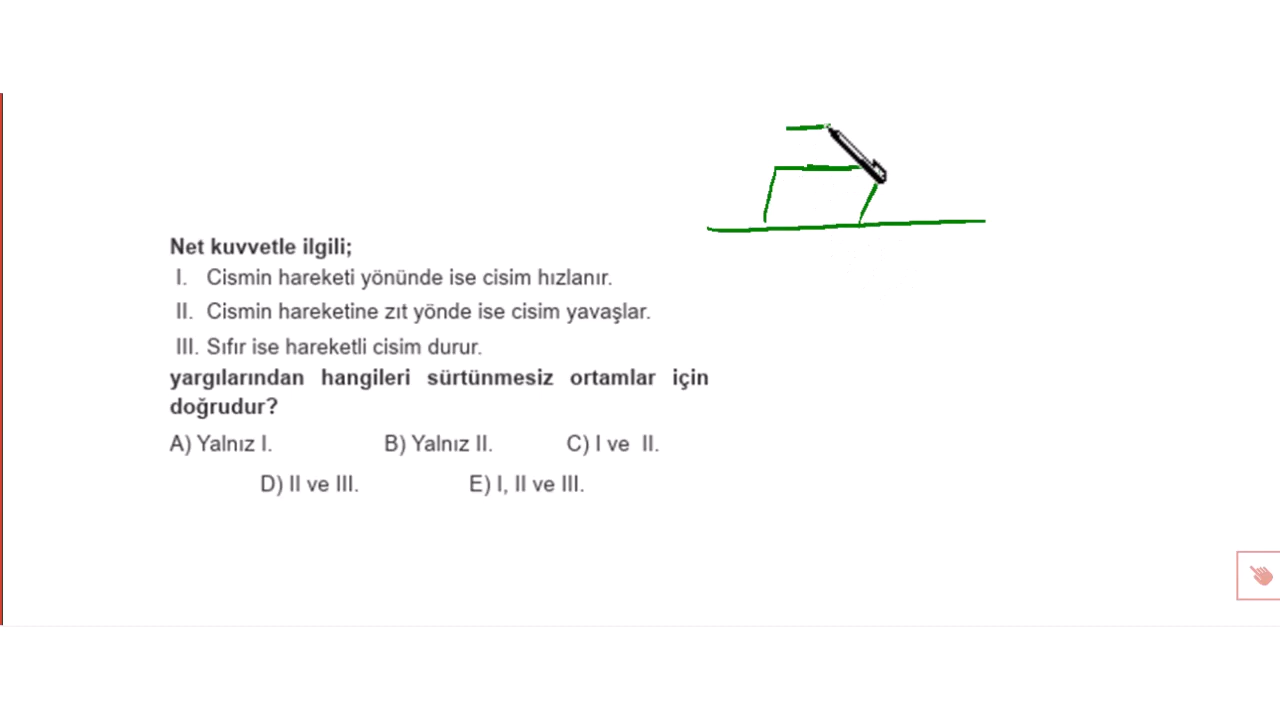 Net kuvvetle ilgili;
I. Cismin hareketi yönünde ise cisim hızlanır.
II. Cismin hareketine zıt yönde ise cisim yavaşlar.
III. Sıfır ise hareketli cisim durur.
yargılarından hangileri sürtünmesiz ortamlar için
doğrudur?
A) Yalnız I. B) Yalnız II. C) I ve II.
D) II ve III. E) I, II ve III.